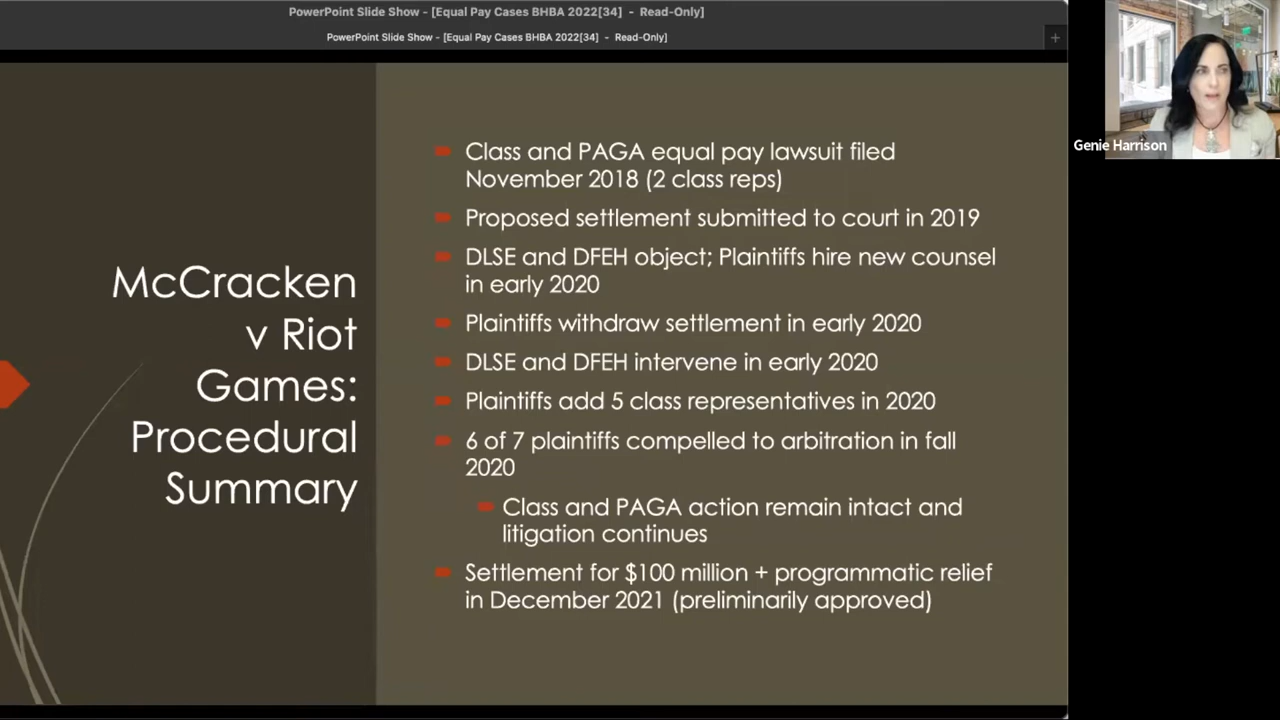 PowerPoint Slide Show - [Equal Pay Cases BHBA 2022[34] - Read-Only]
PowerPoint Slide Show - [Equal Pay Cases BHBA 2022[34] - Read-Only]
Genie Harrison
McCracken
v Riot
Games:
Procedural
Summary
Class and PAGA equal pay lawsuit filed
November 2018 (2 class reps)
Proposed settlement submitted to court in 2019
DLSE and DFEH object; Plaintiffs hire new counsel
in early 2020
Plaintiffs withdraw settlement in early 2020
DLSE and DFEH intervene in early 2020
Plaintiffs add 5 class representatives in 2020
6 of 7 plaintiffs compelled to arbitration in fall
2020
Class and PAGA action remain intact and
litigation continues
Settlement for $100 million + programmatic relief
in December 2021 (preliminarily approved)